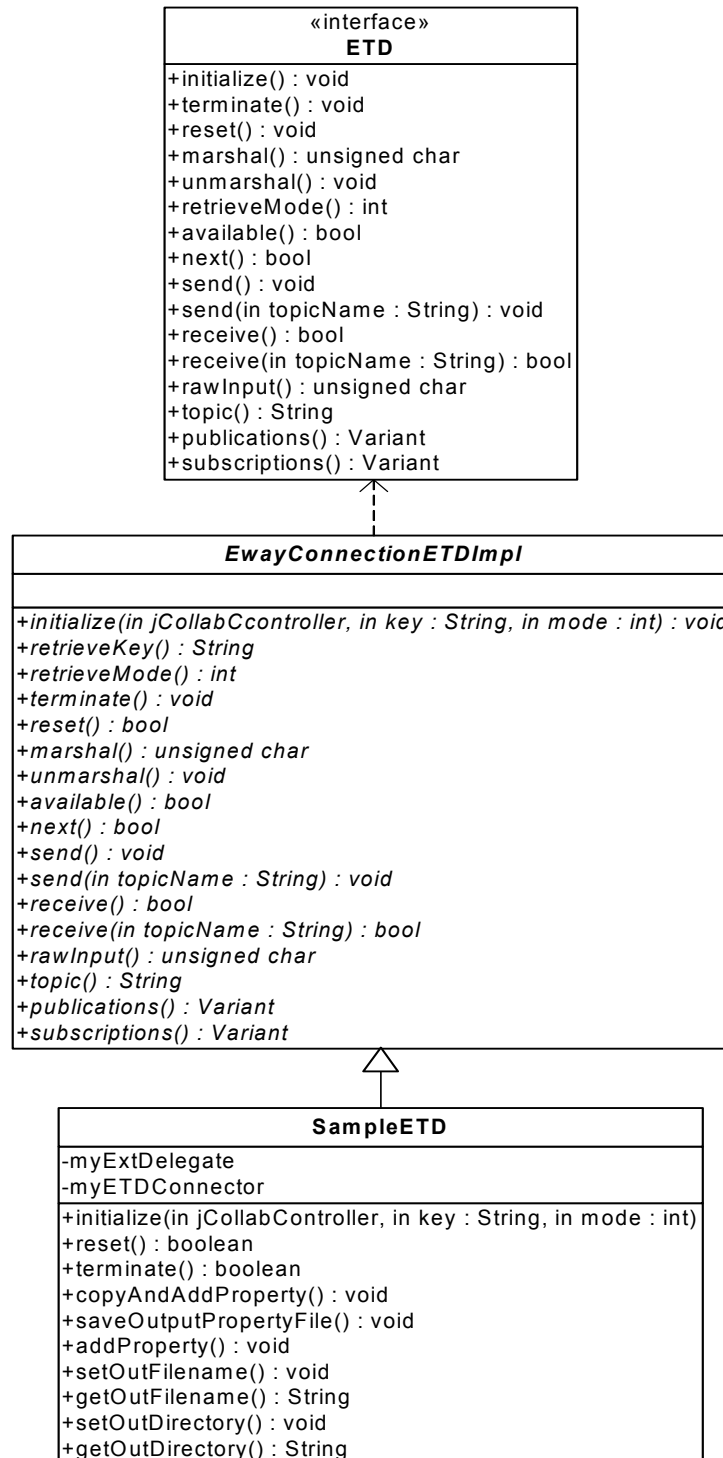 «interface»
ETD
+initialize() : void
+terminate() : void
+reset() : void
+marshal() : unsigned char
+unmarshal() : void
+retrieveMode() : int
+available() : bool
+next() : bool
+send() : void
+send(in topicName : String) : void
+receive() : bool
+receive(in topicName : String) : bool
+rawInput() : unsigned char
+topic() : String
+publications() : Variant
+subscriptions() : Variant
EwayConnectionETDImpl
+initialize(in jCollabCcontroller, in key : String, in mode : int) : void
+retrieveKey() : String
+retrieveMode() : int
+terminate() : void
+reset() : bool
+marshal() : unsigned char
+unmarshal() : void
+available() : bool
+next() : bool
+send() : void
+send(in topicName : String) : void
+receive() : bool
+receive(in topicName : String) : bool
+rawInput() : unsigned char
+topic() : String
+publications() : Variant
+subscriptions() : Variant
SampleETD
-myExtDelegate
-myETDConnector
+initialize(in jCollabController, in key : String, in mode : int)
+reset() : boolean
+terminate() : boolean
+copyAndAddProperty() : void
+saveOutputPropertyFile() : void
+addProperty() : void
+setOutFilename() : void
+getOutFilename() : String
+setOutDirectory() : void
+getOutDirectory() : String